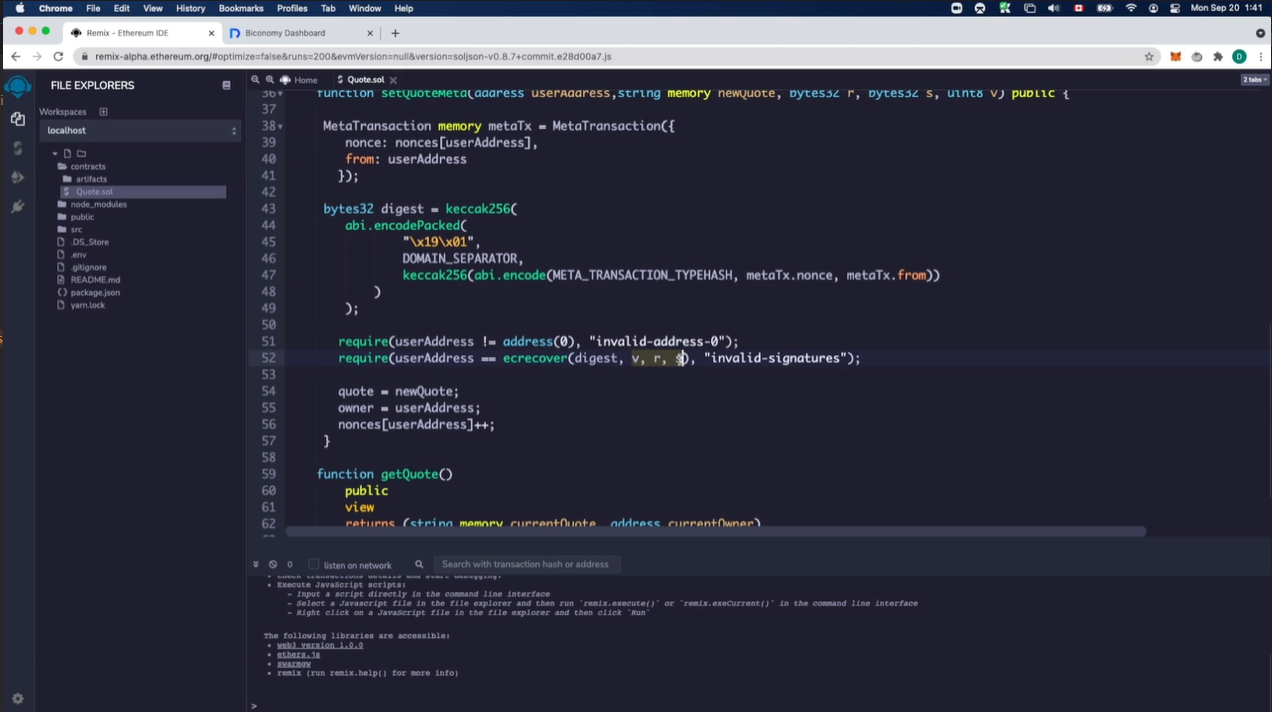 Chrome File Edit View History Bookmarks Profiles Tab Window Help Mon Sep 20 1:41
Remix - Ethereum IDE Biconomy Dashboard
remix-alpha.ethereum.org/#optimize=false&runs=200&evmVersion=null&version=soljson-v0.8.7+commit.e28d00a7.js
FILE EXPLORERS
Home Quote.sol 2 tabs
Workspaces
localhost
contracts
artifacts
Quote.sol
node_modules
public
src
.DS_Store
.env
.gitignore
README.md
package.json
yarn.lock
36 function setQuoteMeta(address userAddress,string memory newQuote, bytes32 r, bytes32 s, uint8 v) public {
37
38 MetaTransaction memory metaTx = MetaTransaction({
39 nonce: nonces[userAddress],
40 from: userAddress
41 });
42
43 bytes32 digest = keccak256(
44 abi.encodePacked(
45 "\x19\x01",
46 DOMAIN_SEPARATOR,
47 keccak256(abi.encode(META_TRANSACTION_TYPEHASH, metaTx.nonce, metaTx.from))
48 )
49 );
50
51 require(userAddress != address(0), "invalid-address-0");
52 require(userAddress == ecrecover(digest, v, r, s), "invalid-signatures");
53
54 quote = newQuote;
55 owner = userAddress;
56 nonces[userAddress]++;
57 }
58
59 function getQuote()
60 public
61 view
62 returns (string memory currentQuote, address currentOwner)
0 listen on network Search with transaction hash or address
• Check transactions details and start debugging.
• Execute JavaScript scripts:
- Input a script directly in the command line interface
- Select a Javascript file in the file explorer and then run `remix.execute()` or `remix.exeCurrent()` in the command line interface
- Right click on a JavaScript file in the file explorer and then click `Run`
The following libraries are accessible:
• web3 version 1.0.0
• ethers.js
• swarmgw
• remix (run remix.help() for more info)
>